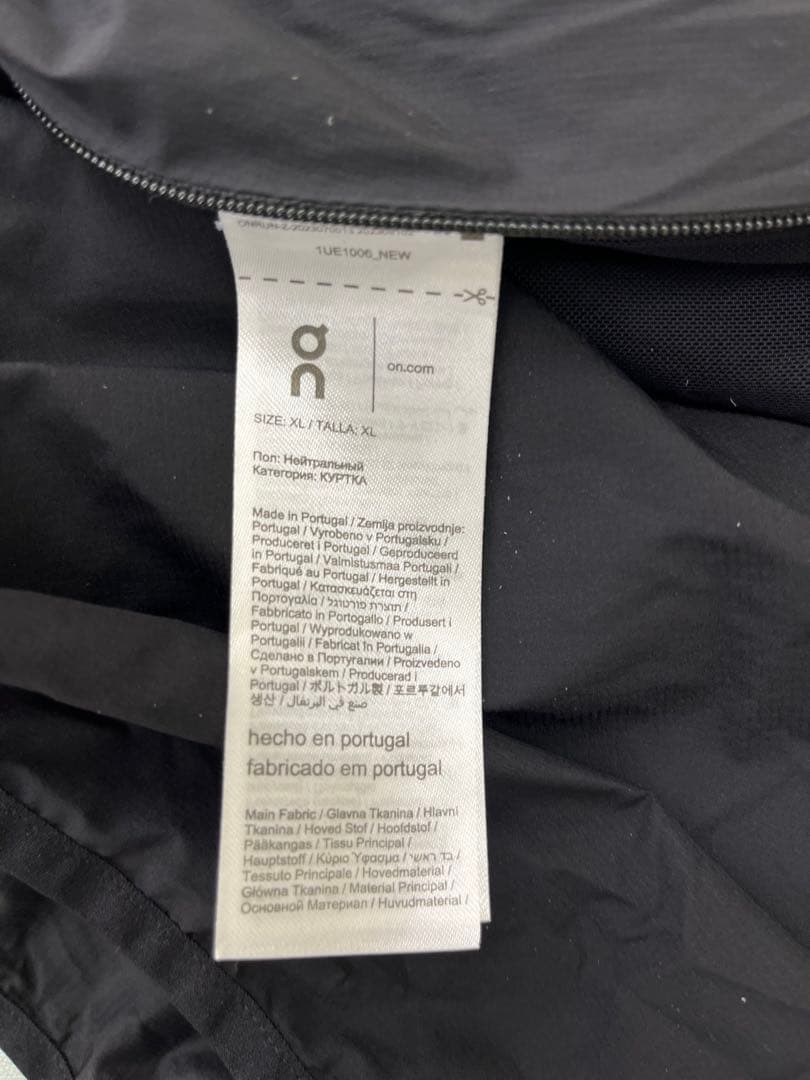 1UE1006_NEW
on
on.com
SIZE: XL / TALLA: XL
Пол: Нейтральный
Категория: КУРТКА
Made in Portugal / Zemlja proizvodnje:
Portugal / Vyrobeno v Portugalsku /
Produceret i Portugal / Geproduceerd
in Portugal / Valmistusmaa Portugali /
Fabriqué au Portugal / Hergestellt in
Portugal / Κατασκευάζεται στη
Πορτογαλία / תוצרת פורטוגל /
Fabbricato in Portogallo / Produsert i
Portugal / Wyprodukowano w
Portugalii / Fabricat în Portugalia /
Сделано в Португалии / Proizvedeno
v Portugalskem / Producerad i
Portugal / ポルトガル製 / 포르투갈에서
생산 / صنع في البرتغال
hecho en portugal
fabricado em portugal
Main Fabric / Glavna Tkanina / Hlavni
Tkanina / Hoved Stof / Hoofdstof /
Pääkangas / Tissu Principal /
Hauptstoff / Κύριο Ύφασμα / בד ראשי /
Tessuto Principale / Hovedmaterial /
Główna Tkanina / Material Principal /
Основной Материал / Huvudmaterial /